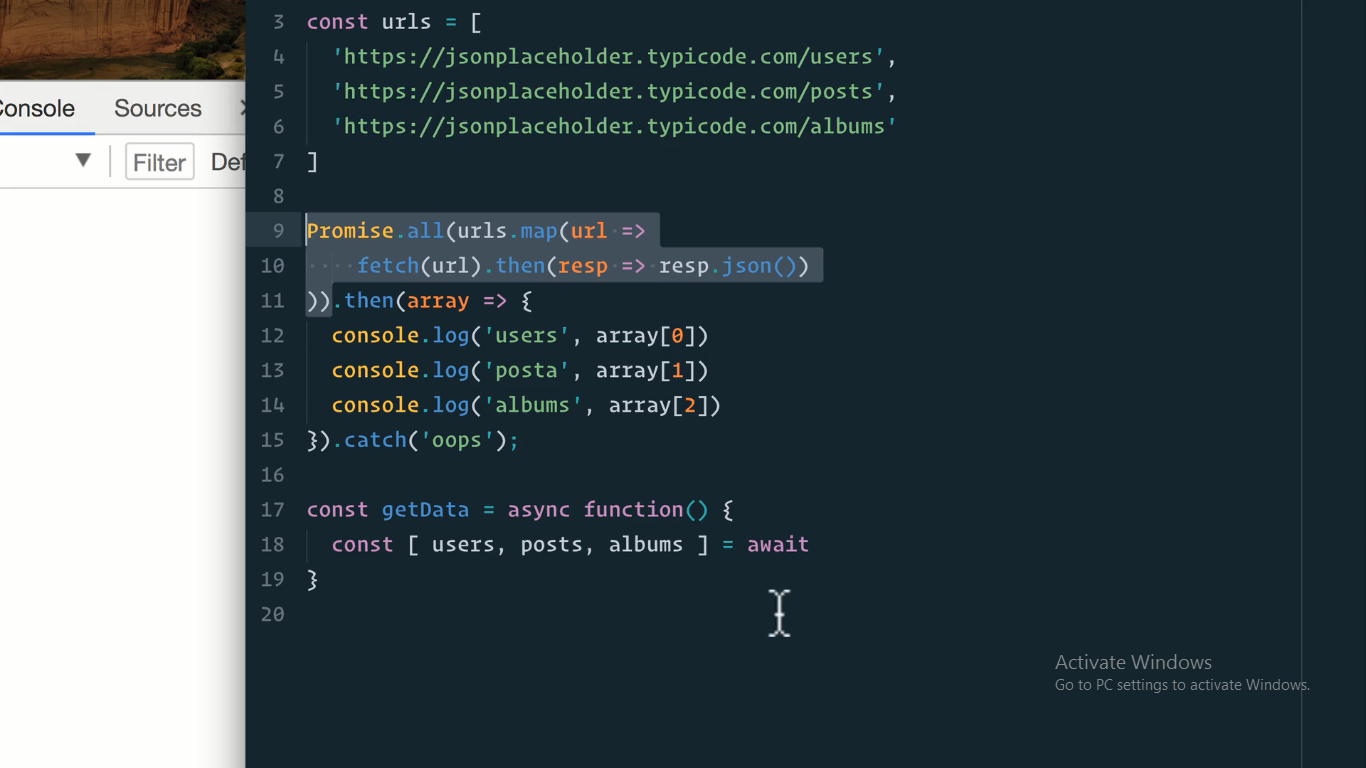 Console Sources
Filter Def
3 const urls = [
4 'https://jsonplaceholder.typicode.com/users',
5 'https://jsonplaceholder.typicode.com/posts',
6 'https://jsonplaceholder.typicode.com/albums'
7 ]
8
9 Promise.all(urls.map(url =>
10 fetch(url).then(resp => resp.json())
11 )).then(array => {
12 console.log('users', array[0])
13 console.log('posta', array[1])
14 console.log('albums', array[2])
15 }).catch('oops');
16
17 const getData = async function() {
18 const [ users, posts, albums ] = await
19 }
20
Activate Windows
Go to PC settings to activate Windows.